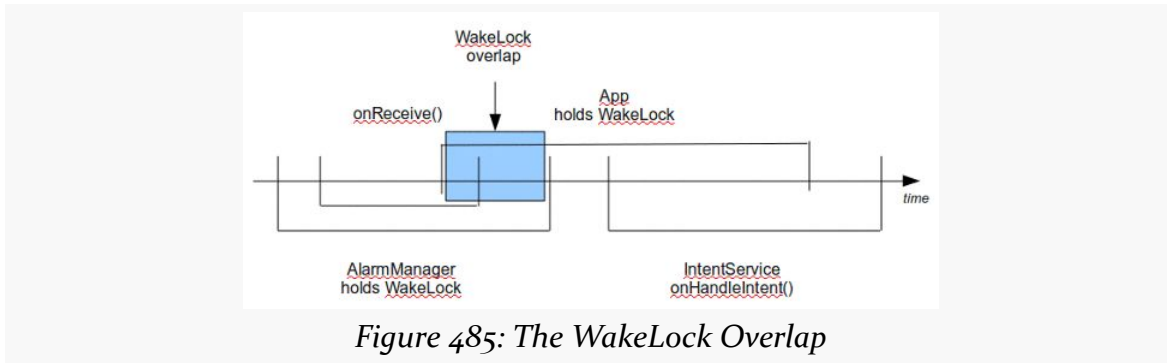 WakeLock
overlap
onReceive()
App
holds WakeLock
time
AlarmManager
holds WakeLock
IntentService
onHandleIntent()
Figure 485: The WakeLock Overlap